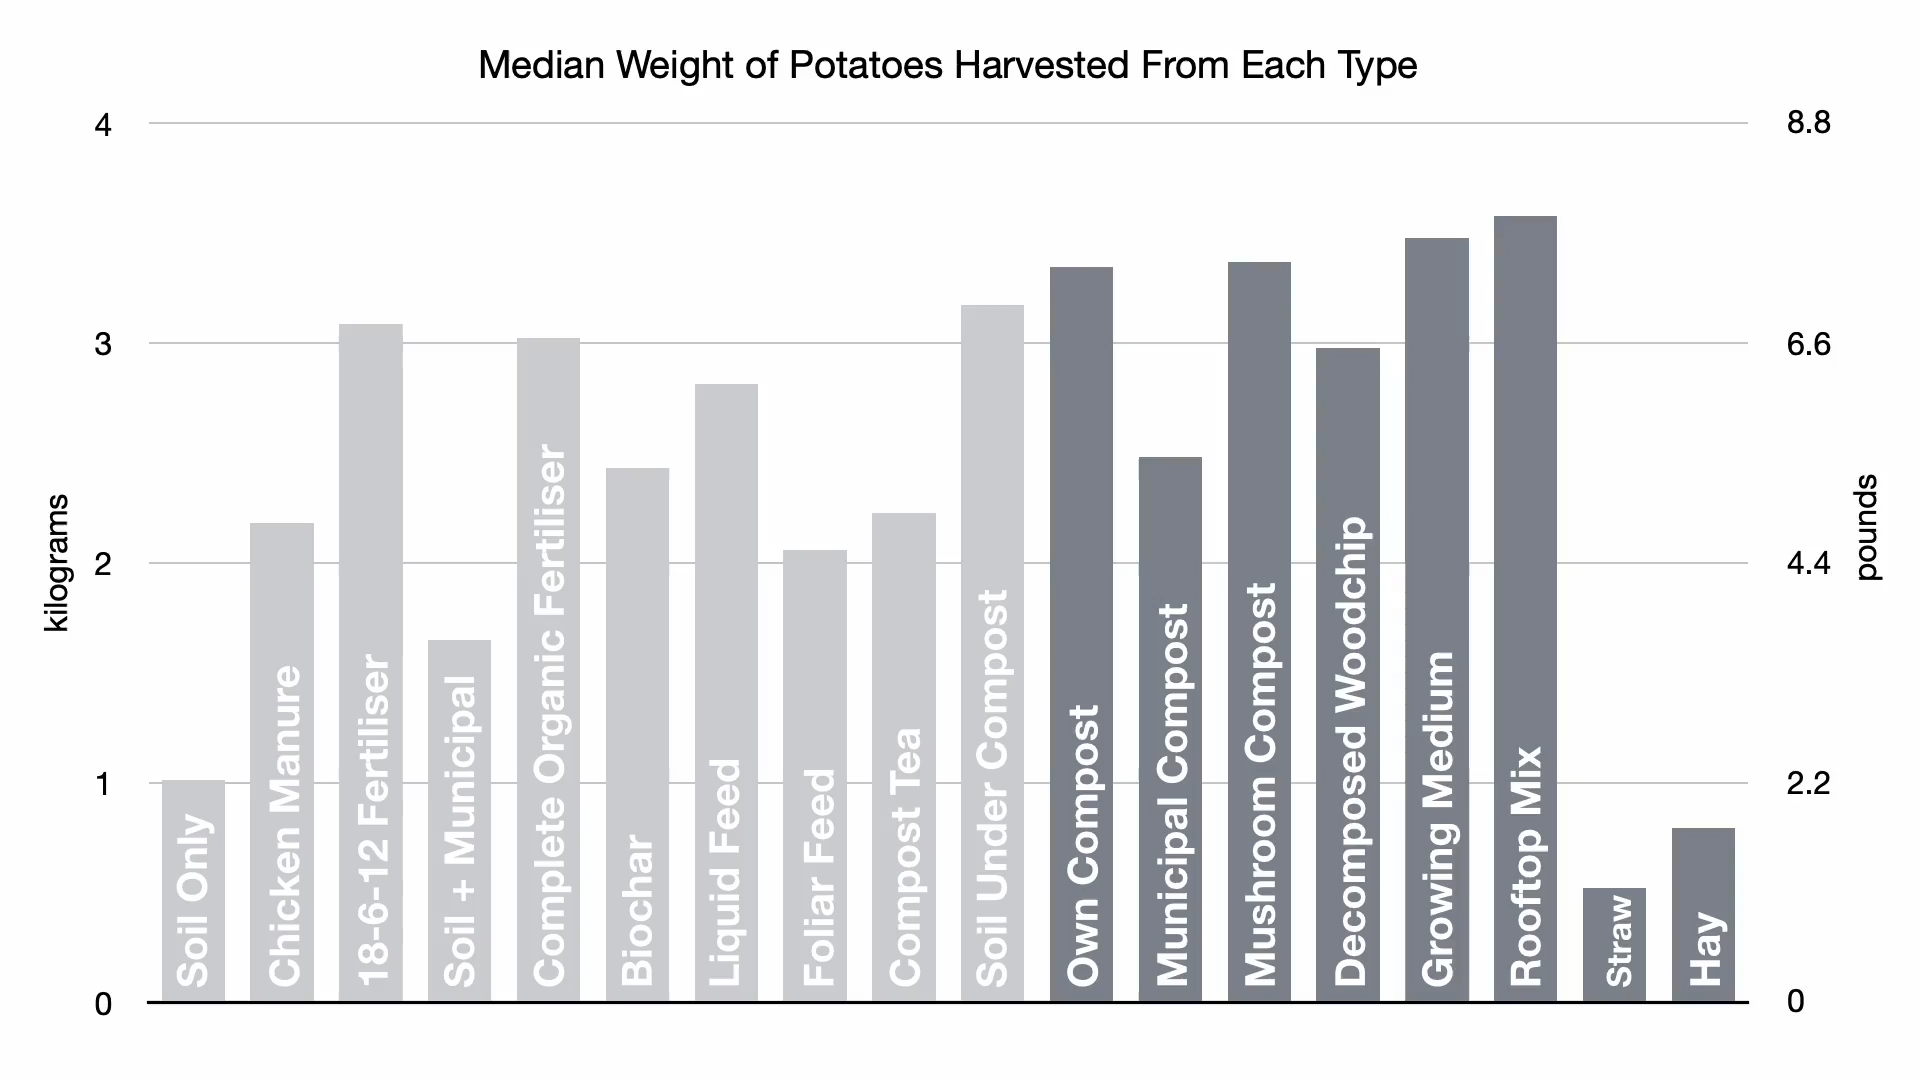 Median Weight of Potatoes Harvested From Each Type
4
3
2
1
0
kilograms
8.8
6.6
4.4
2.2
0
pounds
Soil Only
Chicken Manure
18-6-12 Fertiliser
Soil + Municipal
Complete Organic Fertiliser
Biochar
Liquid Feed
Foliar Feed
Compost Tea
Soil Under Compost
Own Compost
Municipal Compost
Mushroom Compost
Decomposed Woodchip
Growing Medium
Rooftop Mix
Straw
Hay